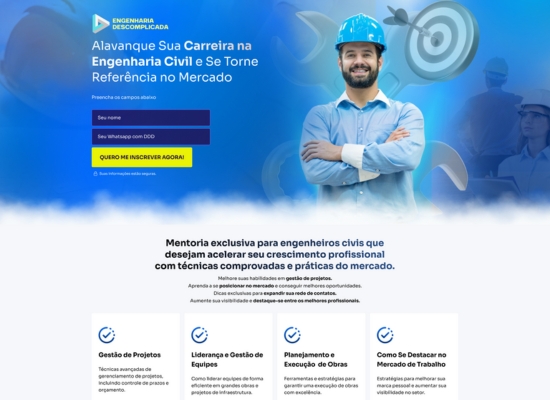 ENGENHARIA
DESCOMPLICADA
Alavanque Sua Carreira na
Engenharia Civil e Se Torne
Referência no Mercado
Preencha os campos abaixo
Seu nome
Seu Whatsapp com DDD
QUERO ME INSCREVER AGORA!
Suas informações estão seguras.
Mentoria exclusiva para engenheiros civis que
desejam acelerar seu crescimento profissional
com técnicas comprovadas e práticas do mercado.
Melhore suas habilidades em gestão de projetos.
Aprenda a se posicionar no mercado e conseguir melhores oportunidades.
Dicas exclusivas para expandir sua rede de contatos.
Aumente sua visibilidade e destaque-se entre os melhores profissionais.
Gestão de Projetos
Técnicas avançadas de
gerenciamento de projetos,
incluindo controle de prazos e
orçamento.
Liderança e Gestão de
Equipes
Como liderar equipes de forma
eficiente em grandes obras e
projetos de infraestrutura.
Planejamento e
Execução de Obras
Ferramentas e estratégias para
garantir uma execução de obras
com excelência.
Como Se Destacar no
Mercado de Trabalho
Estratégias para melhorar sua
marca pessoal e aumentar sua
visibilidade no setor.